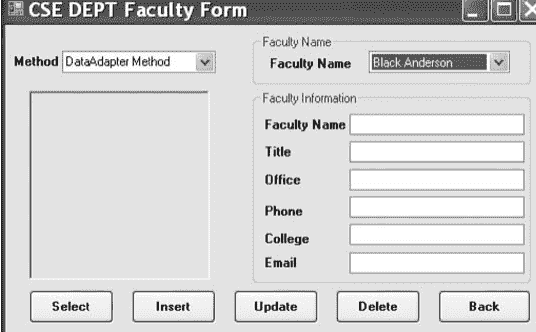 CSE DEPT Faculty Form
Method DataAdapter Method
Faculty Name
Faculty Name Black Anderson
Faculty Information
Faculty Name
Title
Office
Phone
College
Email
Select Insert Update Delete Back